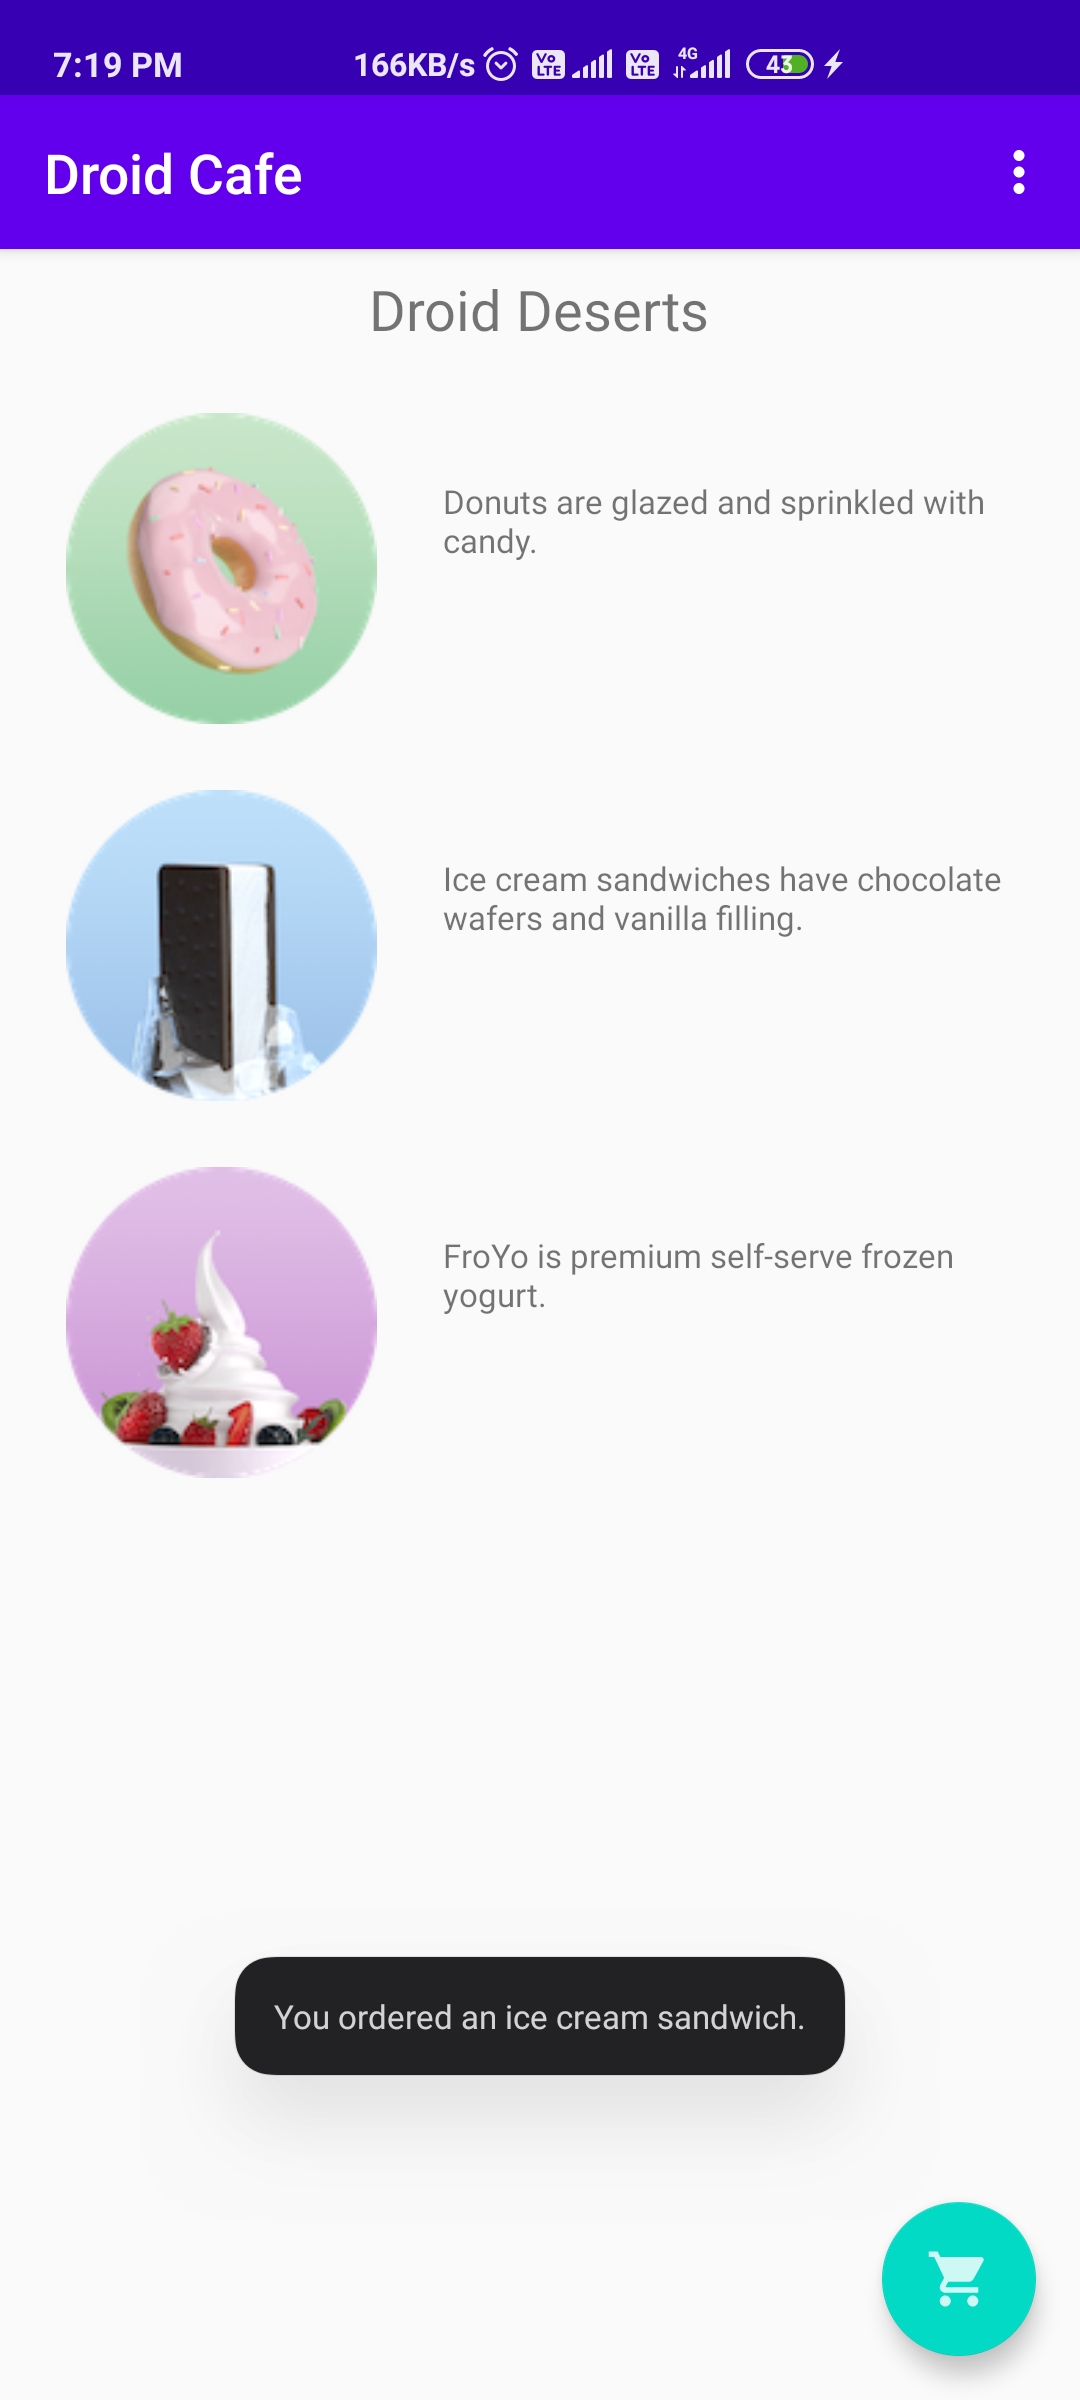 7:19 PM 166KB/s Vo LTE Vo LTE 4G 43
Droid Cafe
Droid Deserts
Donuts are glazed and sprinkled with
candy.
Ice cream sandwiches have chocolate
wafers and vanilla filling.
FroYo is premium self-serve frozen
yogurt.
You ordered an ice cream sandwich.